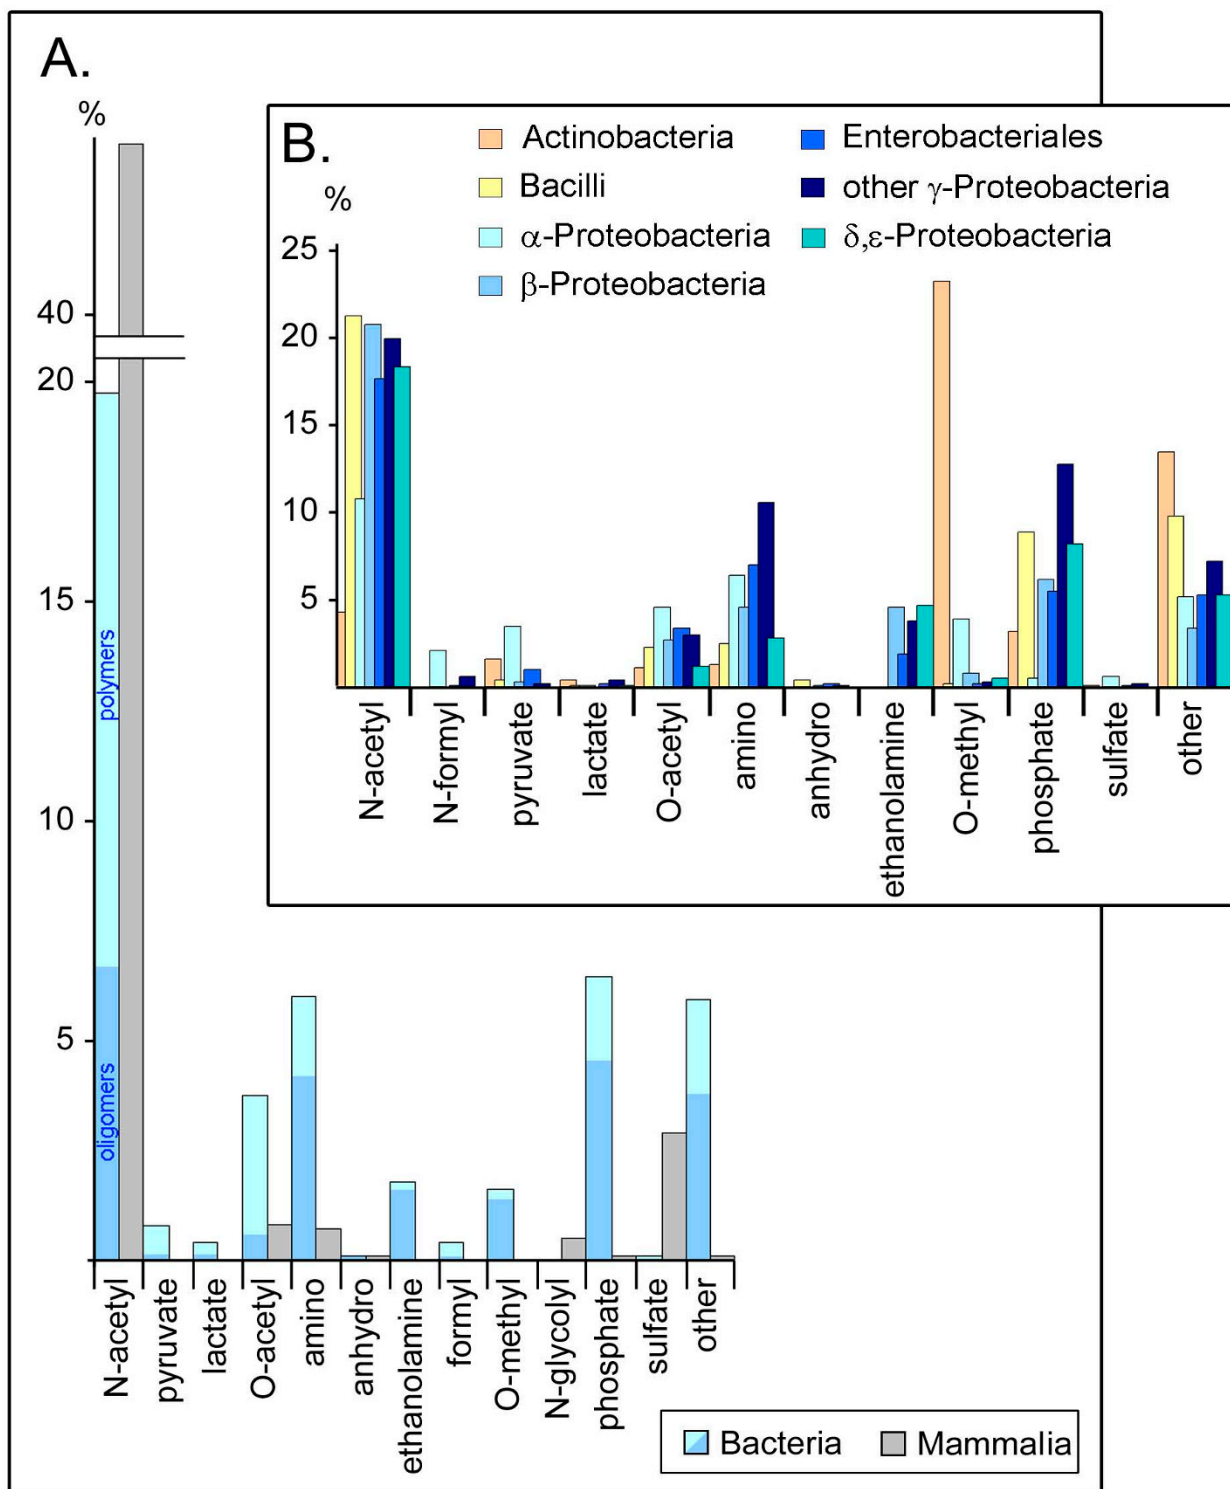 A.
%
40
20
15
10
5
polymers
oligomers
N-acetyl
pyruvate
lactate
O-acetyl
amino
anhydro
ethanolamine
formyl
O-methyl
N-glycolyl
phosphate
sulfate
other
Bacteria
Mammalia
B.
Actinobacteria
Bacilli
α-Proteobacteria
β-Proteobacteria
Enterobacteriales
other γ-Proteobacteria
δ,ε-Proteobacteria
%
25
20
15
10
5
N-acetyl
N-formyl
pyruvate
lactate
O-acetyl
amino
anhydro
ethanolamine
O-methyl
phosphate
sulfate
other